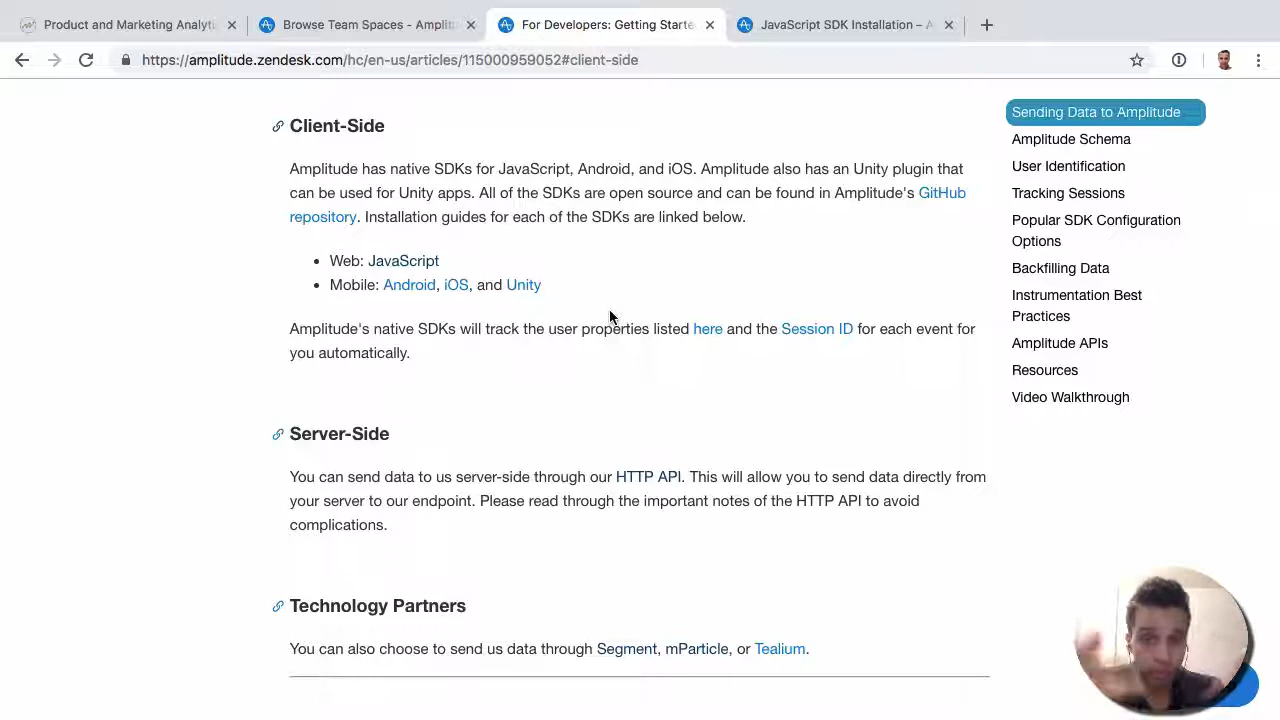 Product and Marketing Analyti
Browse Team Spaces - Amplit
For Developers: Getting Starte
JavaScript SDK Installation – A
https://amplitude.zendesk.com/hc/en-us/articles/115000959052#client-side
Client-Side
Amplitude has native SDKs for JavaScript, Android, and iOS. Amplitude also has an Unity plugin that
can be used for Unity apps. All of the SDKs are open source and can be found in Amplitude's GitHub
repository. Installation guides for each of the SDKs are linked below.
• Web: JavaScript
• Mobile: Android, iOS, and Unity
Amplitude's native SDKs will track the user properties listed here and the Session ID for each event for
you automatically.
Server-Side
You can send data to us server-side through our HTTP API. This will allow you to send data directly from
your server to our endpoint. Please read through the important notes of the HTTP API to avoid
complications.
Technology Partners
You can also choose to send us data through Segment, mParticle, or Tealium.
Sending Data to Amplitude
Amplitude Schema
User Identification
Tracking Sessions
Popular SDK Configuration
Options
Backfilling Data
Instrumentation Best
Practices
Amplitude APIs
Resources
Video Walkthrough